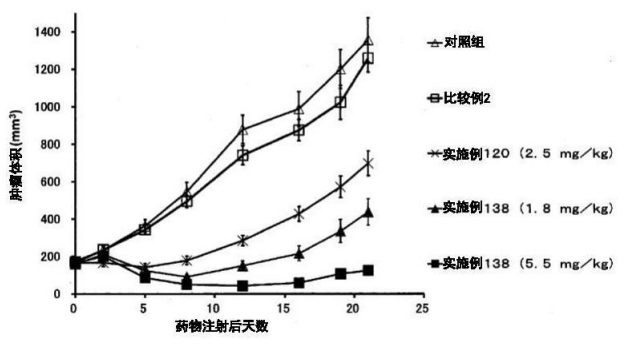 1400
1200
1000
800
600
400
200
0
肿瘤体积(mm³)
0 5 10 15 20 25
药物注射后天数
对照组
比较例2
实施例120 (2.5 mg/kg)
实施例138 (1.8 mg/kg)
实施例138 (5.5 mg/kg)